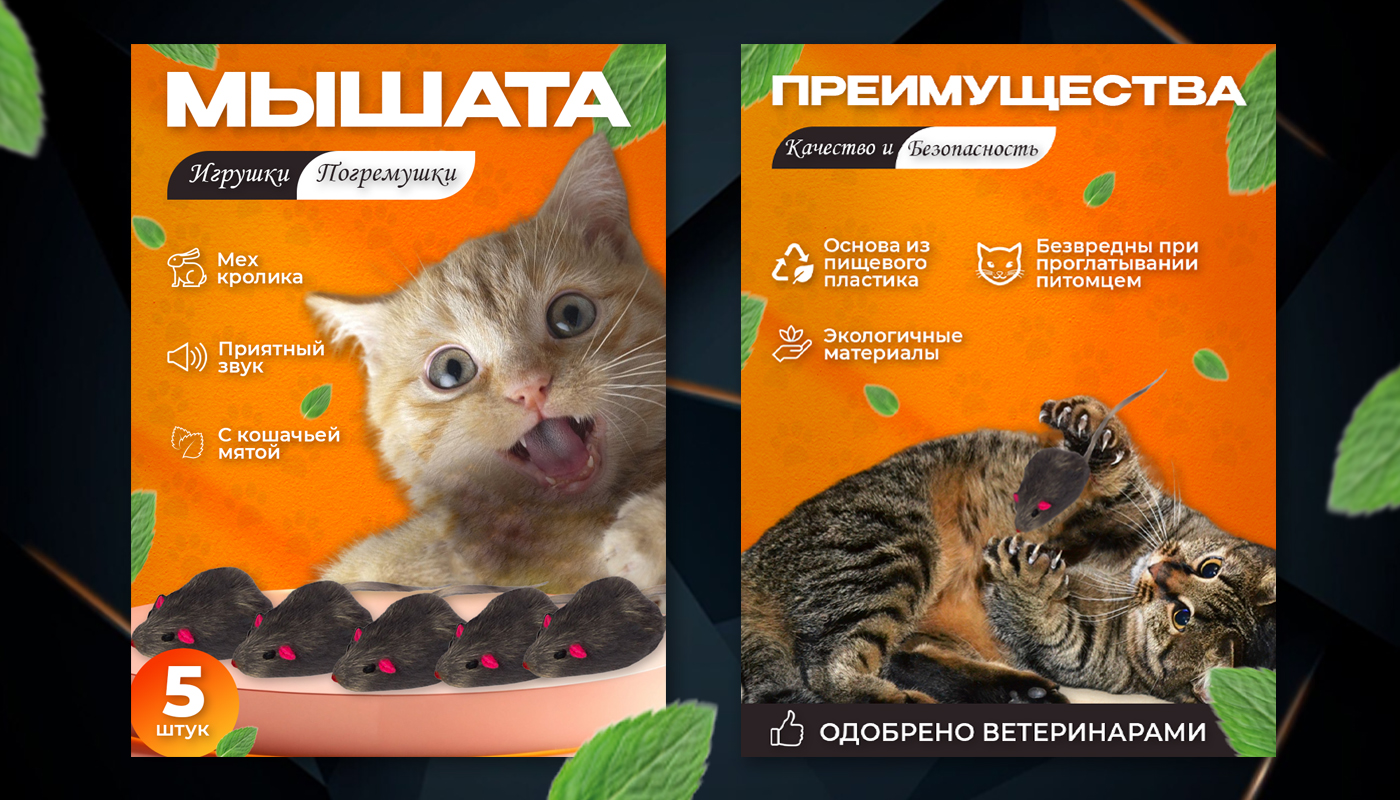 МЫШАТА
Игрушки Погремушки
Мех
кролика
Приятный
звук
С кошачьей
мятой
5
штук
ПРЕИМУЩЕСТВА
Качество и Безопасность
Основа из
пищевого
пластика
Безвредны при
проглатывании
питомцем
Экологичные
материалы
ОДОБРЕНО ВЕТЕРИНАРАМИ